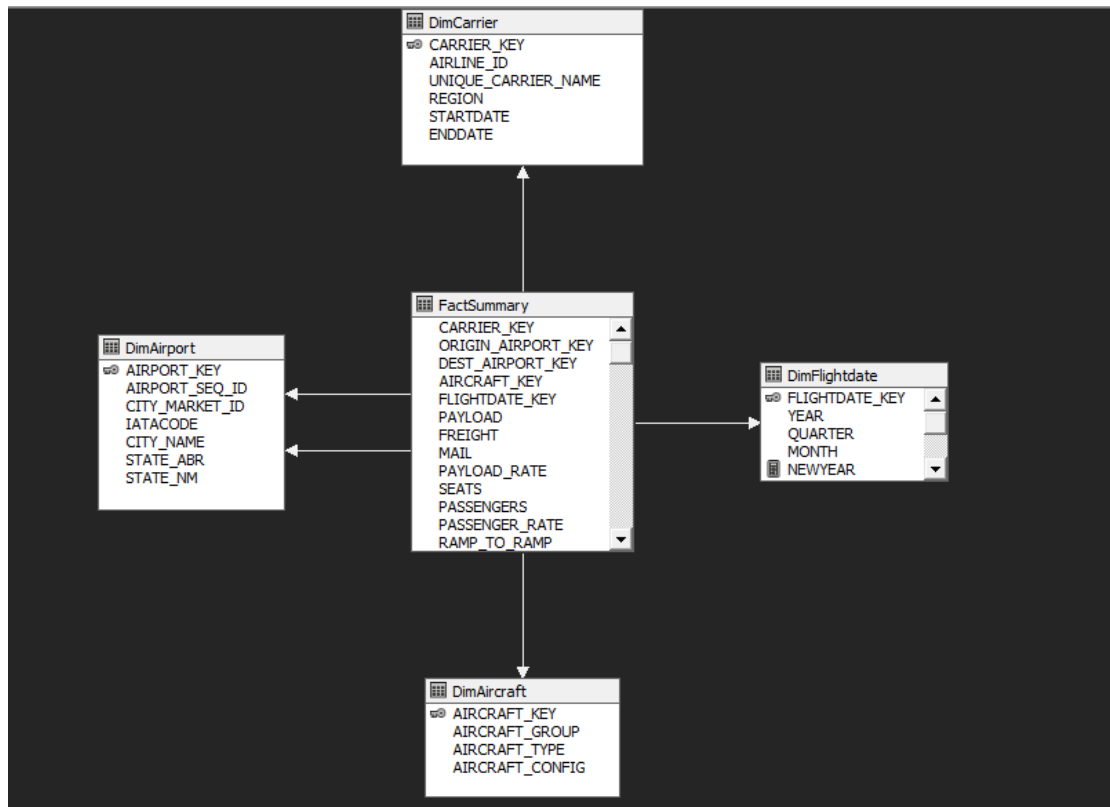 DimCarrier
CARRIER_KEY
AIRLINE_ID
UNIQUE_CARRIER_NAME
REGION
STARTDATE
ENDDATE
FactSummary
CARRIER_KEY
ORIGIN_AIRPORT_KEY
DEST_AIRPORT_KEY
AIRCRAFT_KEY
FLIGHTDATE_KEY
PAYLOAD
FREIGHT
MAIL
PAYLOAD_RATE
SEATS
PASSENGERS
PASSENGER_RATE
RAMP_TO_RAMP
DimAirport
AIRPORT_KEY
AIRPORT_SEQ_ID
CITY_MARKET_ID
IATACODE
CITY_NAME
STATE_ABR
STATE_NM
DimFlightdate
FLIGHTDATE_KEY
YEAR
QUARTER
MONTH
NEWYEAR
DimAircraft
AIRCRAFT_KEY
AIRCRAFT_GROUP
AIRCRAFT_TYPE
AIRCRAFT_CONFIG